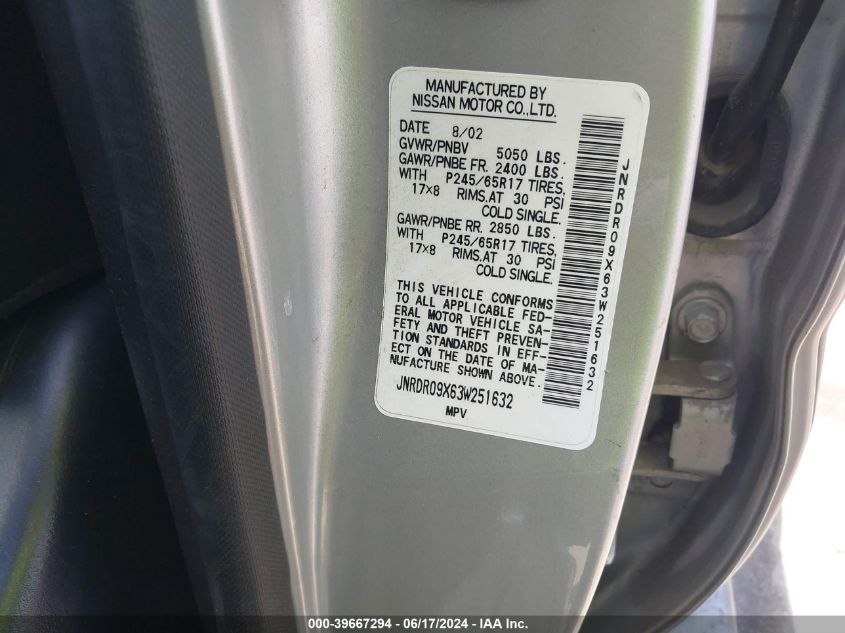 MANUFACTURED BY
NISSAN MOTOR CO.,LTD.
DATE 8/02
GVWR/PNBV 5050 LBS.
GAWR/PNBE FR. 2400 LBS.
WITH P245/65R17 TIRES,
17×8 RIMS,AT 30 PSI
COLD SINGLE.
GAWR/PNBE RR. 2850 LBS.
WITH P245/65R17 TIRES,
17×8 RIMS,AT 30 PSI
COLD SINGLE.
THIS VEHICLE CONFORMS
TO ALL APPLICABLE FED-
ERAL MOTOR VEHICLE SA-
FETY AND THEFT PREVEN-
TION STANDARDS IN EFF-
ECT ON THE DATE OF MA-
NUFACTURE SHOWN ABOVE.
JNRDR09X63W251632
MPV
JNRDR09X63W251632
000-39667294 - 06/17/2024 - IAA Inc.